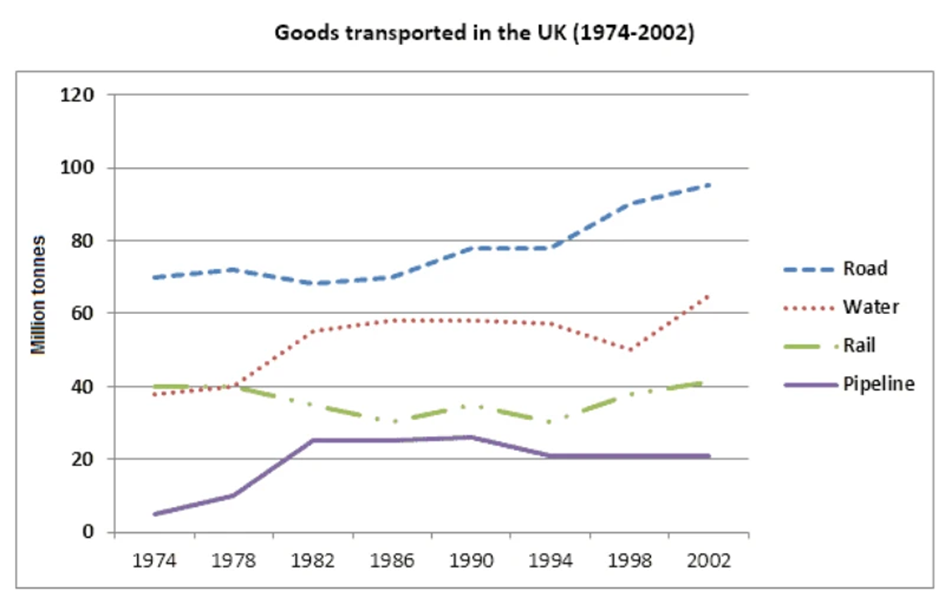 Goods transported in the UK (1974-2002)
Million tonnes
120
100
80
60
40
20
0
1974 1978 1982 1986 1990 1994 1998 2002
Road
Water
Rail
Pipeline